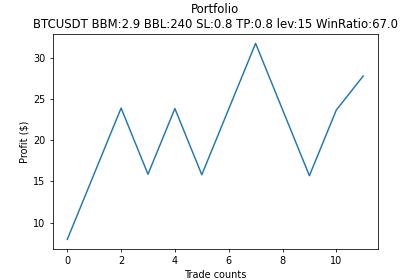 Portfolio
BTCUSDT BBM:2.9 BBL:240 SL:0.8 TP:0.8 lev:15 WinRatio:67.0
30
25
20
15
10
Profit ($)
0 2 4 6 8 10
Trade counts